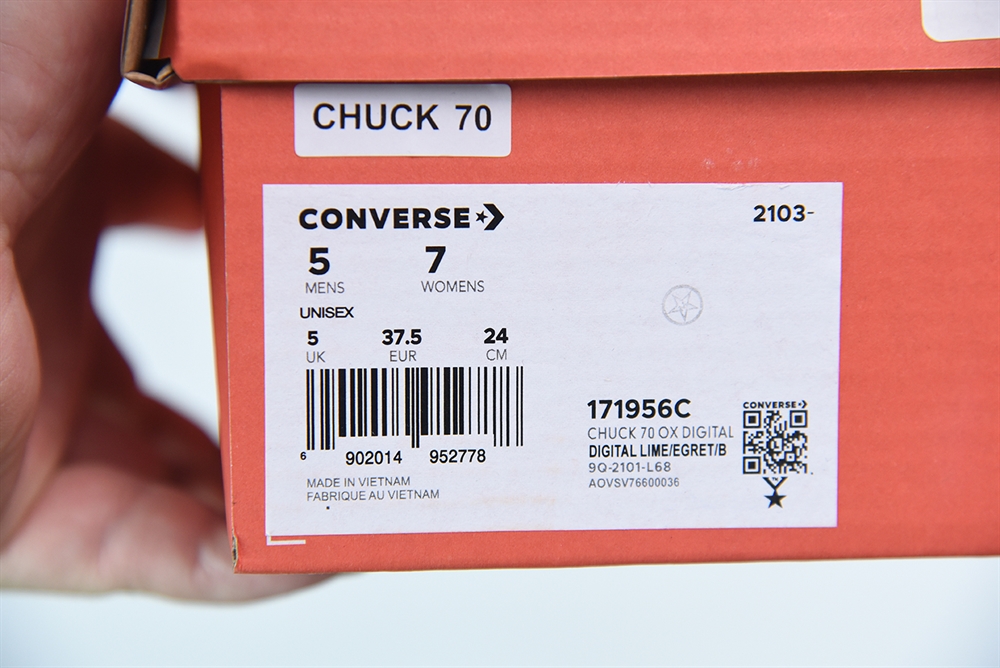 CHUCK 70
CONVERSE
2103-
5 7
MENS WOMENS
UNISEX
5 37.5 24
UK EUR CM
6 902014 952778
MADE IN VIETNAM
FABRIQUE AU VIETNAM
171956C
CHUCK 70 OX DIGITAL
DIGITAL LIME/EGRET/B
9Q-2101-L68
AOVSV76600036
CONVERSE